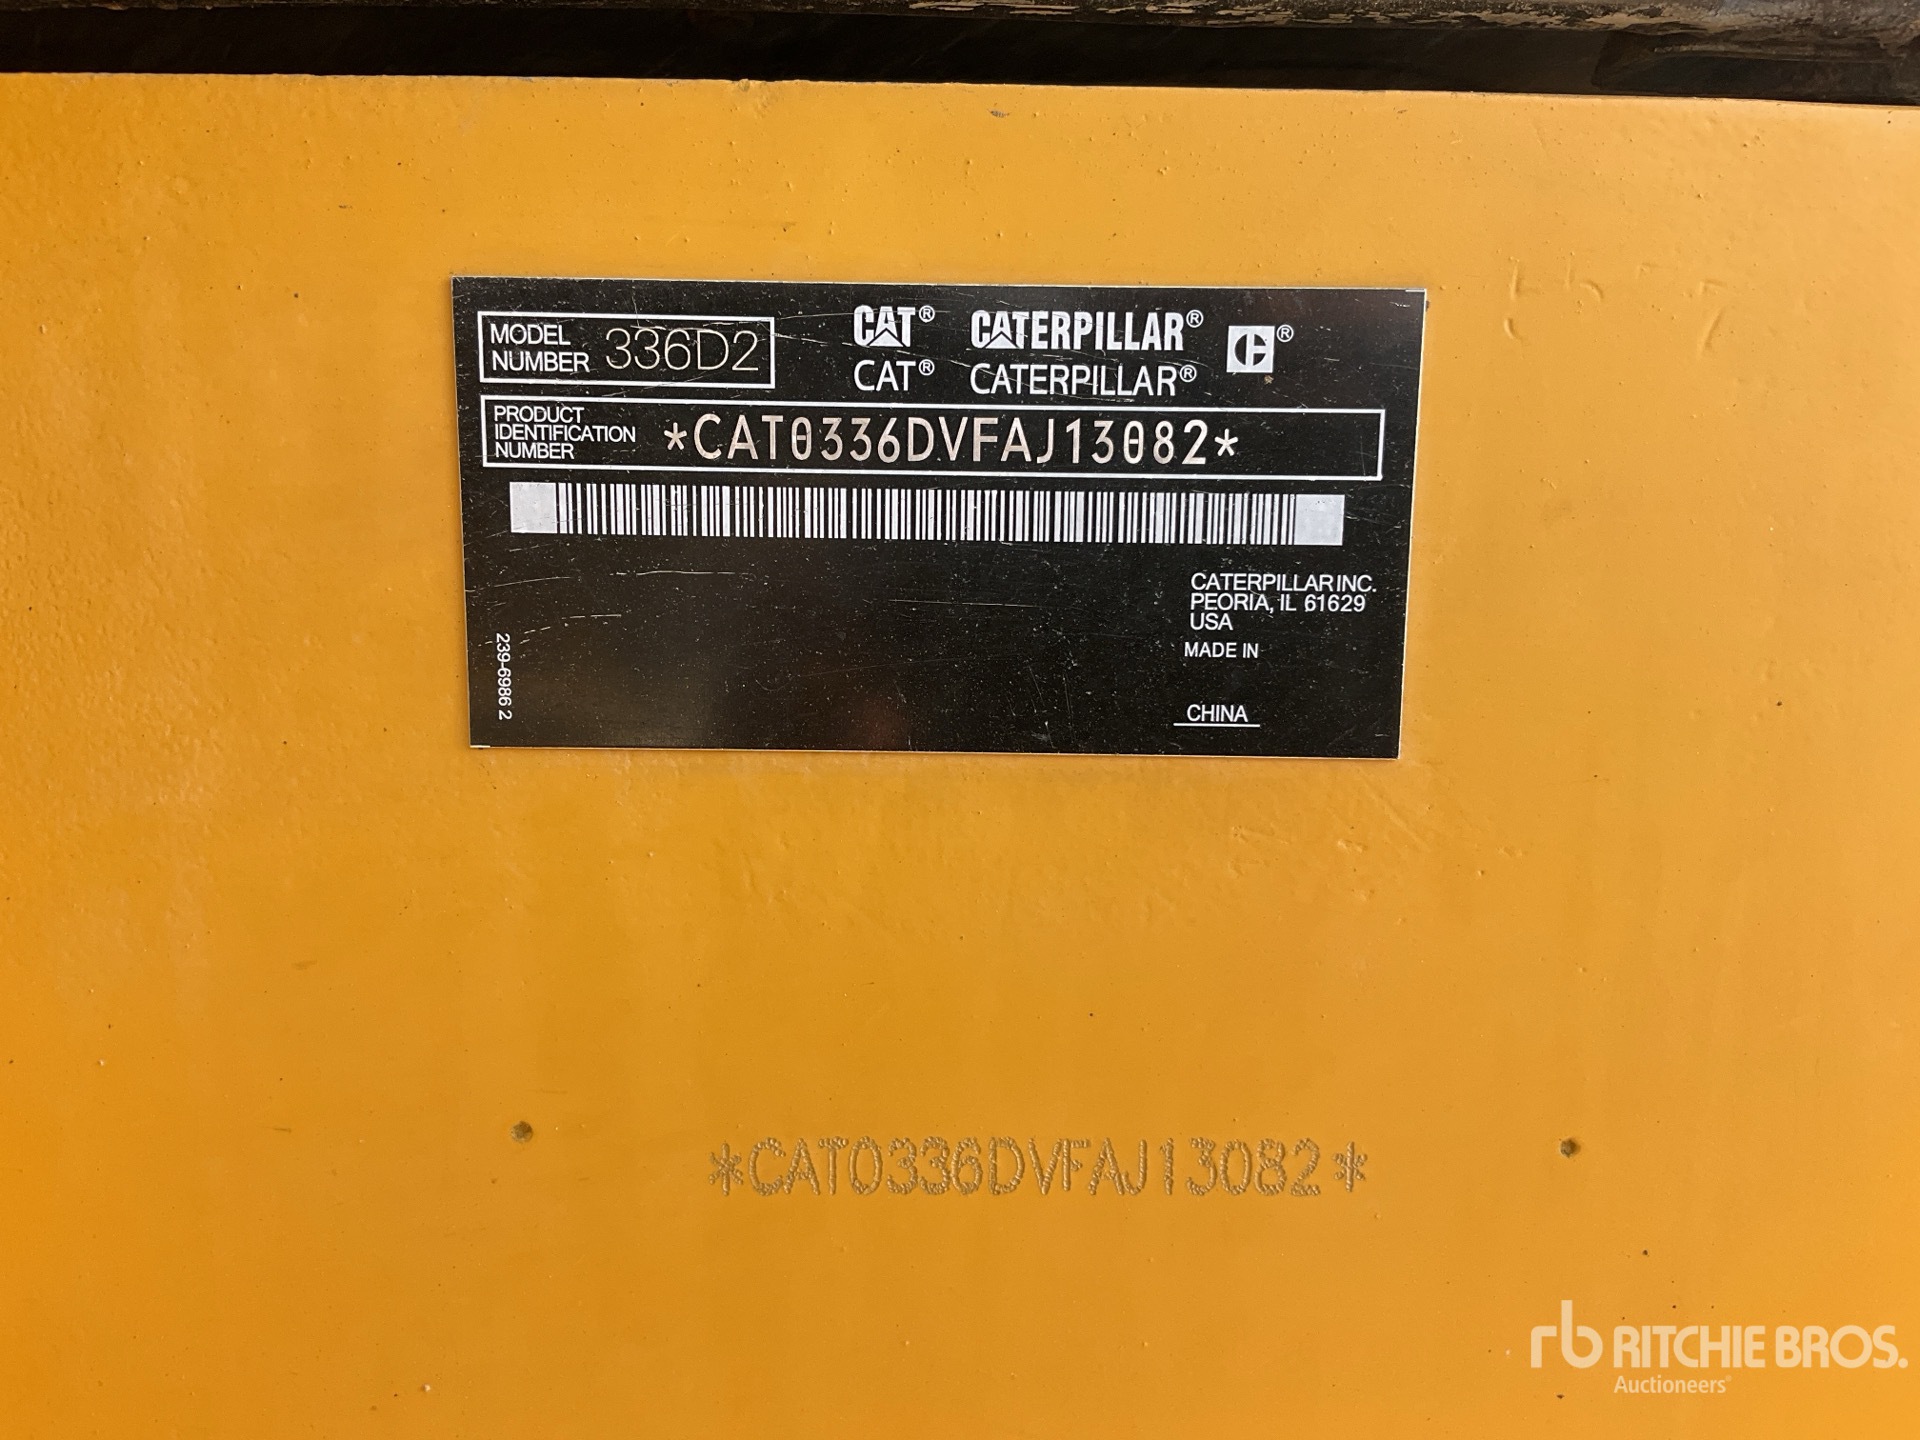 MODEL NUMBER 336D2
CAT® CATERPILLAR® C®
CAT® CATERPILLAR®
PRODUCT
IDENTIFICATION
NUMBER
*CAT0336DVFAJ13082*
CATERPILLAR INC.
PEORIA, IL 61629
USA
MADE IN
CHINA
239-6986 2
*CAT0336DVFAJ13082*
rb RITCHIE BROS.
Auctioneers